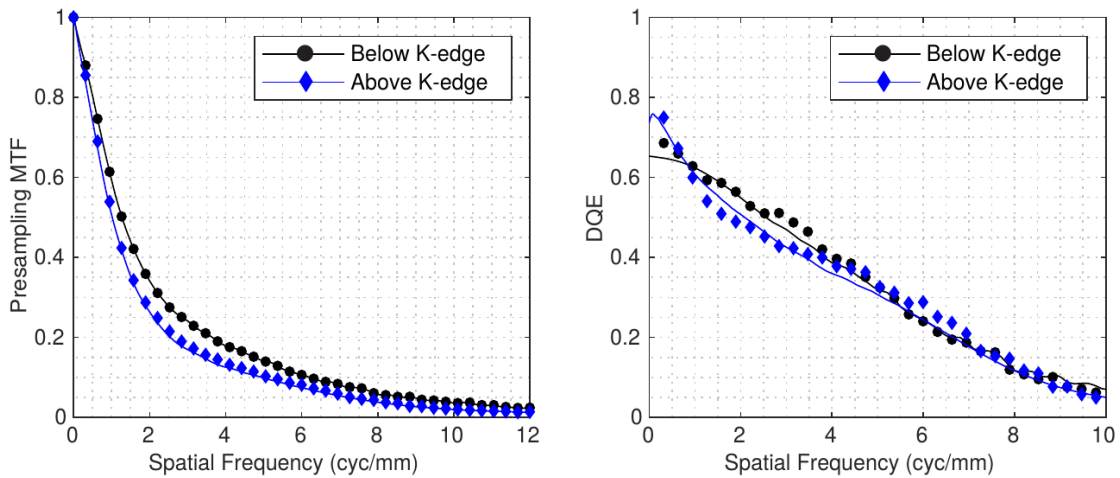 1
0.8
0.6
0.4
0.2
0
Presampling MTF
Below K-edge
Above K-edge
0 2 4 6 8 10 12
Spatial Frequency (cyc/mm)
1
0.8
0.6
0.4
0.2
0
DQE
Below K-edge
Above K-edge
0 2 4 6 8 10
Spatial Frequency (cyc/mm)